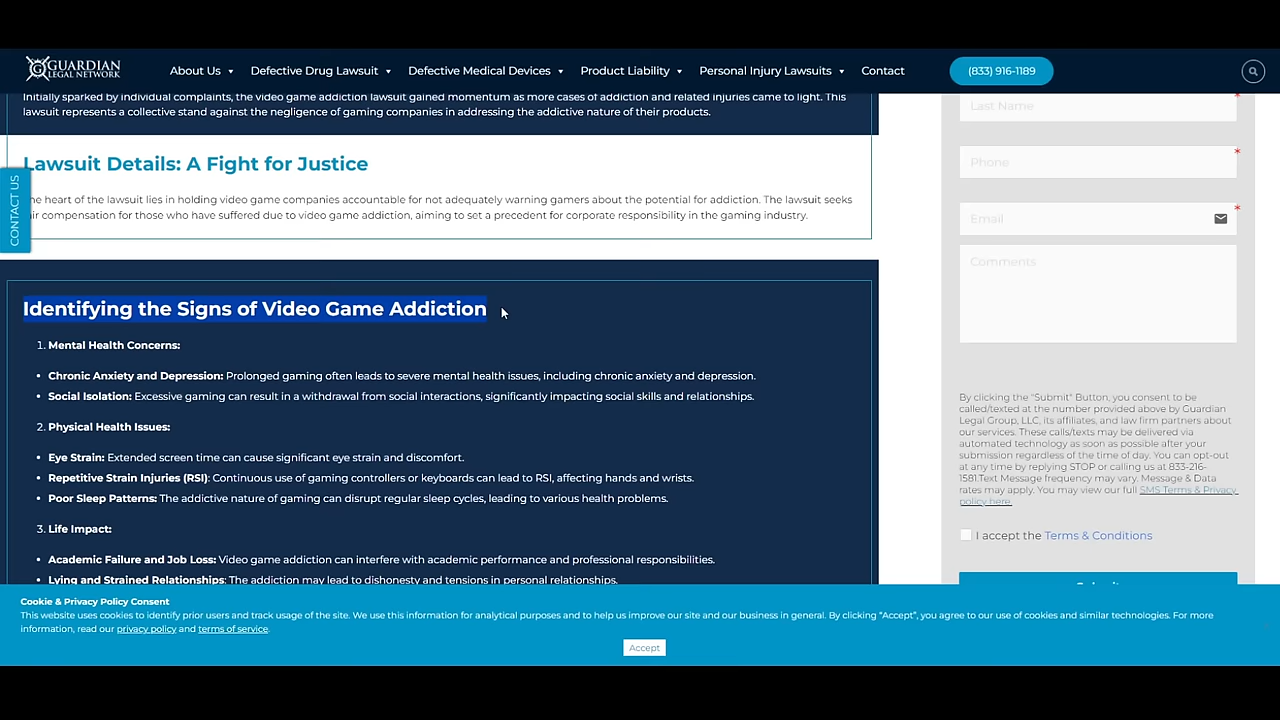 GUARDIAN
LEGAL NETWORK
About Us
Defective Drug Lawsuit
Defective Medical Devices
Product Liability
Personal Injury Lawsuits
Contact
(833) 916-1189
Initially sparked by individual complaints, the video game addiction lawsuit gained momentum as more cases of addiction and related injuries came to light. This
lawsuit represents a collective stand against the negligence of gaming companies in addressing the addictive nature of their products.
Lawsuit Details: A Fight for Justice
he heart of the lawsuit lies in holding video game companies accountable for not adequately warning gamers about the potential for addiction. The lawsuit seeks
ir compensation for those who have suffered due to video game addiction, aiming to set a precedent for corporate responsibility in the gaming industry.
CONTACT US
Identifying the Signs of Video Game Addiction
1. Mental Health Concerns:
• Chronic Anxiety and Depression: Prolonged gaming often leads to severe mental health issues, including chronic anxiety and depression.
• Social Isolation: Excessive gaming can result in a withdrawal from social interactions, significantly impacting social skills and relationships.
2. Physical Health Issues:
• Eye Strain: Extended screen time can cause significant eye strain and discomfort.
• Repetitive Strain Injuries (RSI): Continuous use of gaming controllers or keyboards can lead to RSI, affecting hands and wrists.
• Poor Sleep Patterns: The addictive nature of gaming can disrupt regular sleep cycles, leading to various health problems.
3. Life Impact:
• Academic Failure and Job Loss: Video game addiction can interfere with academic performance and professional responsibilities.
• Lying and Strained Relationships: The addiction may lead to dishonesty and tensions in personal relationships.
Last Name
*
Phone
*
Email
*
Comments
By clicking the "Submit" Button, you consent to be
called/texted at the number provided above by Guardian
Legal Group, LLC, its affiliates, and law firm partners about
our services. These calls/texts may be delivered via
automated technology as soon as possible after your
submission regardless of the time of day. You can opt-out
at any time by replying STOP or calling us at 833-216-
1581.Text Message frequency may vary. Message & Data
rates may apply. You may view our full SMS Terms & Privacy
policy here.
I accept the Terms & Conditions
Submit
Cookie & Privacy Policy Consent
This website uses cookies to identify prior users and track usage of the site. We use this information for analytical purposes and to help us improve our site and our business in general. By clicking "Accept", you agree to our use of cookies and similar technologies. For more
information, read our privacy policy and terms of service.
Accept